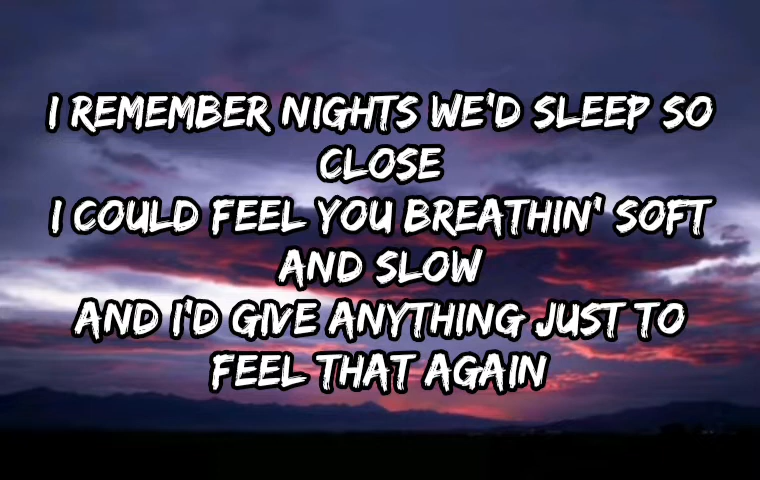 I REMEMBER NIGHTS WE'D SLEEP SO
CLOSE
I COULD FEEL YOU BREATHIN' SOFT
AND SLOW
AND I'D GIVE ANYTHING JUST TO
FEEL THAT AGAIN